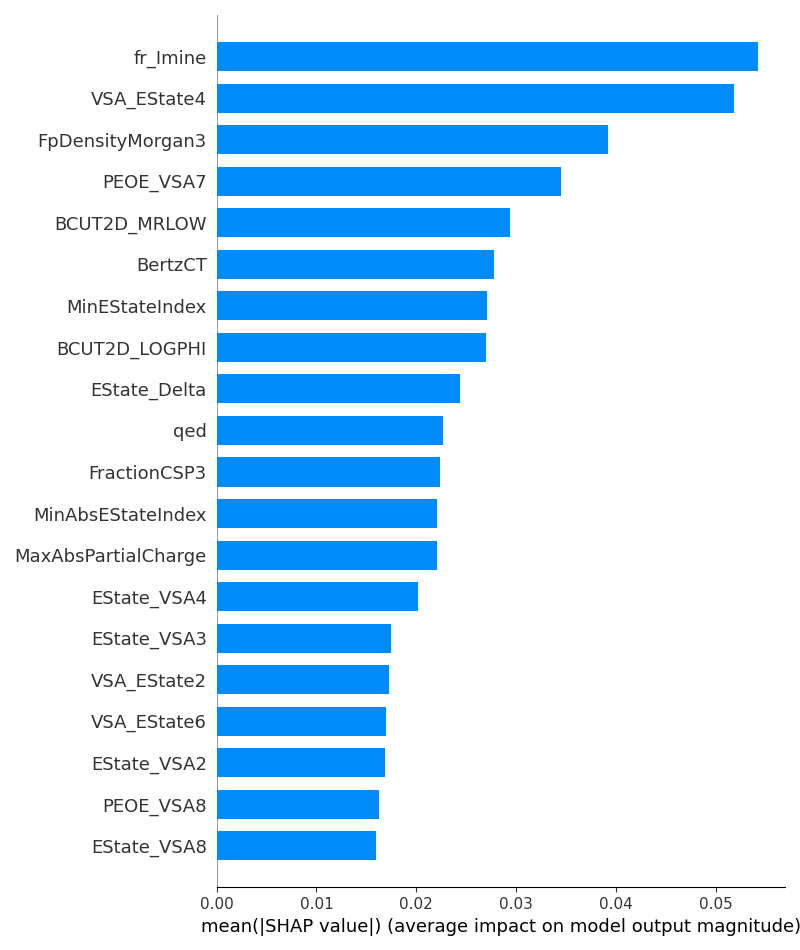 fr_Imine
VSA_EState4
FpDensityMorgan3
PEOE_VSA7
BCUT2D_MRLOW
BertzCT
MinEStateIndex
BCUT2D_LOGPHI
EState_Delta
qed
FractionCSP3
MinAbsEStateIndex
MaxAbsPartialCharge
EState_VSA4
EState_VSA3
VSA_EState2
VSA_EState6
EState_VSA2
PEOE_VSA8
EState_VSA8
0.00 0.01 0.02 0.03 0.04 0.05
mean(|SHAP value|) (average impact on model output magnitude)